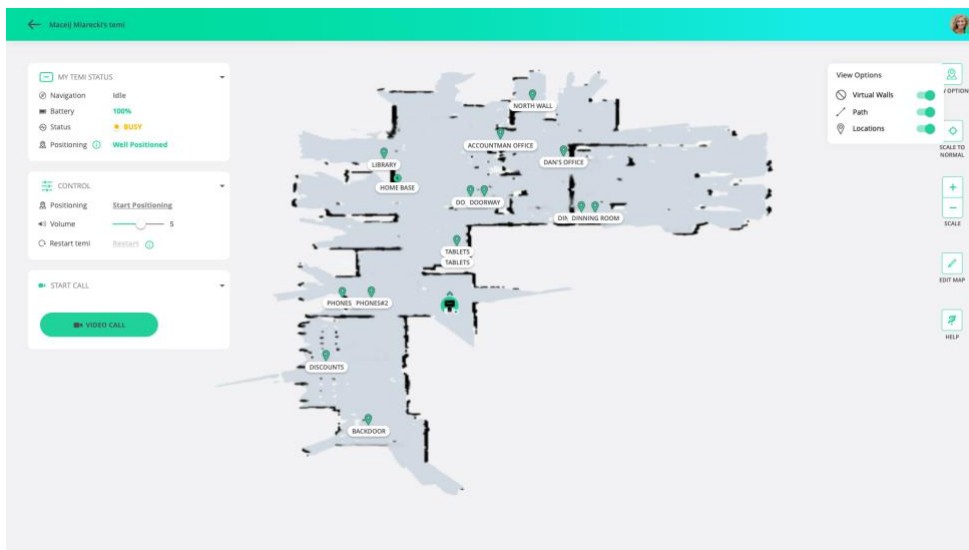 Maceij Miarecki's temi
MY TEMI STATUS
Navigation Idle
Battery 100%
Status BUSY
Positioning Well Positioned
CONTROL
Positioning Start Positioning
Volume 5
Restart temi Restart
START CALL
VIDEO CALL
NORTH WALL
ACCOUNTMAN OFFICE
LIBRARY
DAN'S OFFICE
HOME BASE
DO DOORWAY
DINNING ROOM
TABLETS
TABLETS
PHONES PHONES#2
DISCOUNTS
BACKDOOR
View Options
Virtual Walls
Path
Locations
OPTION
SCALE TO
NORMAL
SCALE
EDIT MAP
HELP